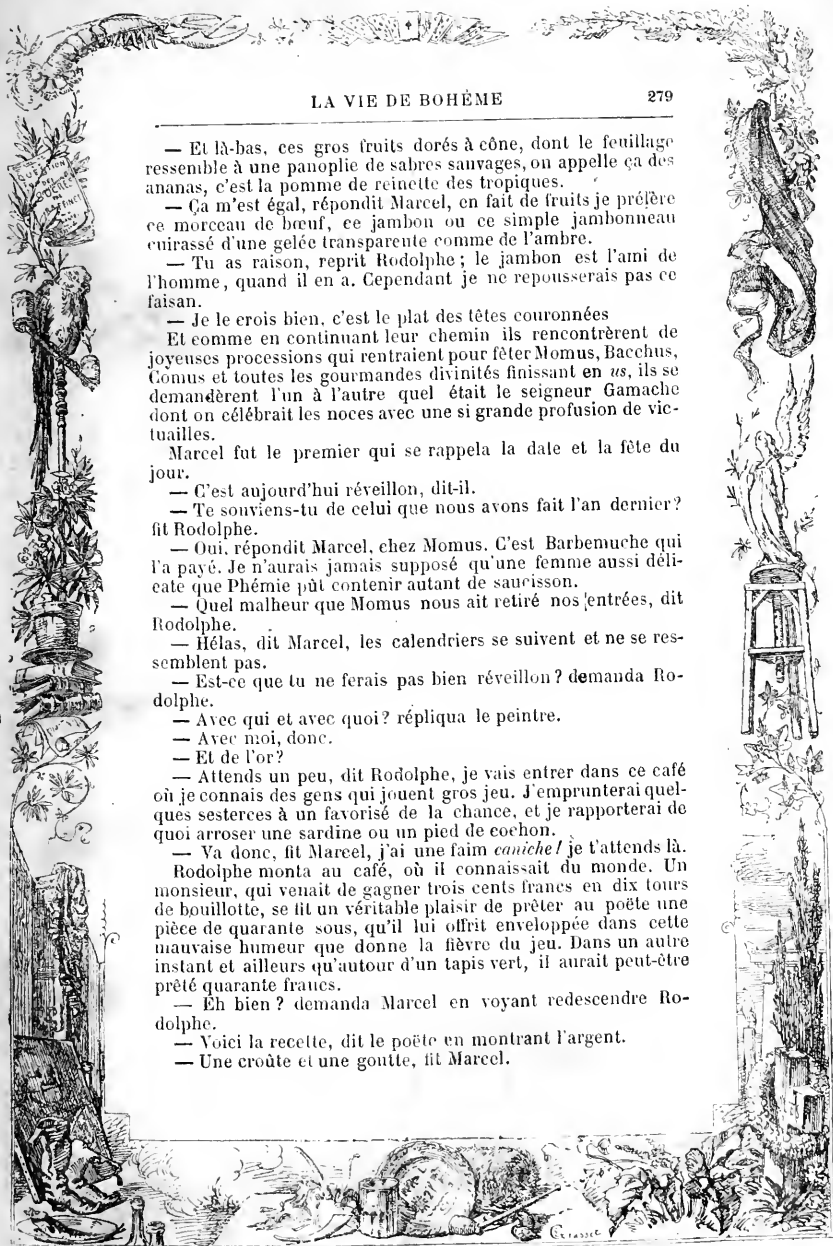 LA VIE DE BOHÈME 279
— Et là-bas, ces gros fruits dorés à cône, dont le feuillage
ressemble à une panoplie de sabres sauvages, on appelle ça des
ananas, c'est la pomme de reinette des tropiques.
— Ça m'est égal, répondit Marcel, en fait de fruits je préfère
ce morceau de bœuf, ce jambon ou ce simple jambonneau
cuirassé d'une gelée transparente comme de l'ambre.
— Tu as raison, reprit Rodolphe ; le jambon est l'ami de
l'homme, quand il en a. Cependant je ne repousserais pas ce
faisan.
— Je le crois bien, c'est le plat des têtes couronnées
Et comme en continuant leur chemin ils rencontrèrent de
joyeuses processions qui rentraient pour fêter Momus, Bacchus,
Comus et toutes les gourmandes divinités finissant en us, ils se
demandèrent l'un à l'autre quel était le seigneur Gamache
dont on célébrait les noces avec une si grande profusion de vic-
tuailles.
Marcel fut le premier qui se rappela la date et la fête du
jour.
— C'est aujourd'hui réveillon, dit-il.
— Te souviens-tu de celui que nous avons fait l'an dernier?
fit Rodolphe.
— Oui, répondit Marcel, chez Momus. C'est Barbemuche qui
l'a payé. Je n'aurais jamais supposé qu'une femme aussi déli-
cate que Phémie pût contenir autant de saucisson.
— Quel malheur que Momus nous ait retiré nos entrées, dit
Rodolphe.
— Hélas, dit Marcel, les calendriers se suivent et ne se res-
semblent pas.
— Est-ce que tu ne ferais pas bien réveillon? demanda Ro-
dolphe.
— Avec qui et avec quoi? répliqua le peintre.
— Avec moi, donc.
— Et de l'or?
— Attends un peu, dit Rodolphe, je vais entrer dans ce café
où je connais des gens qui jouent gros jeu. J'emprunterai quel-
ques sesterces à un favorisé de la chance, et je rapporterai de
quoi arroser une sardine ou un pied de cochon.
— Va donc, fit Marcel, j'ai une faim caniche! je t'attends là.
Rodolphe monta au café, où il connaissait du monde. Un
monsieur, qui venait de gagner trois cents francs en dix tours
de bouillotte, se fit un véritable plaisir de prêter au poëte une
pièce de quarante sous, qu'il lui offrit enveloppée dans cette
mauvaise humeur que donne la fièvre du jeu. Dans un autre
instant et ailleurs qu'autour d'un tapis vert, il aurait peut-être
prêté quarante francs.
— Eh bien ? demanda Marcel en voyant redescendre Ro-
dolphe.
— Voici la recette, dit le poëte en montrant l'argent.
— Une croûte et une goutte, fit Marcel.